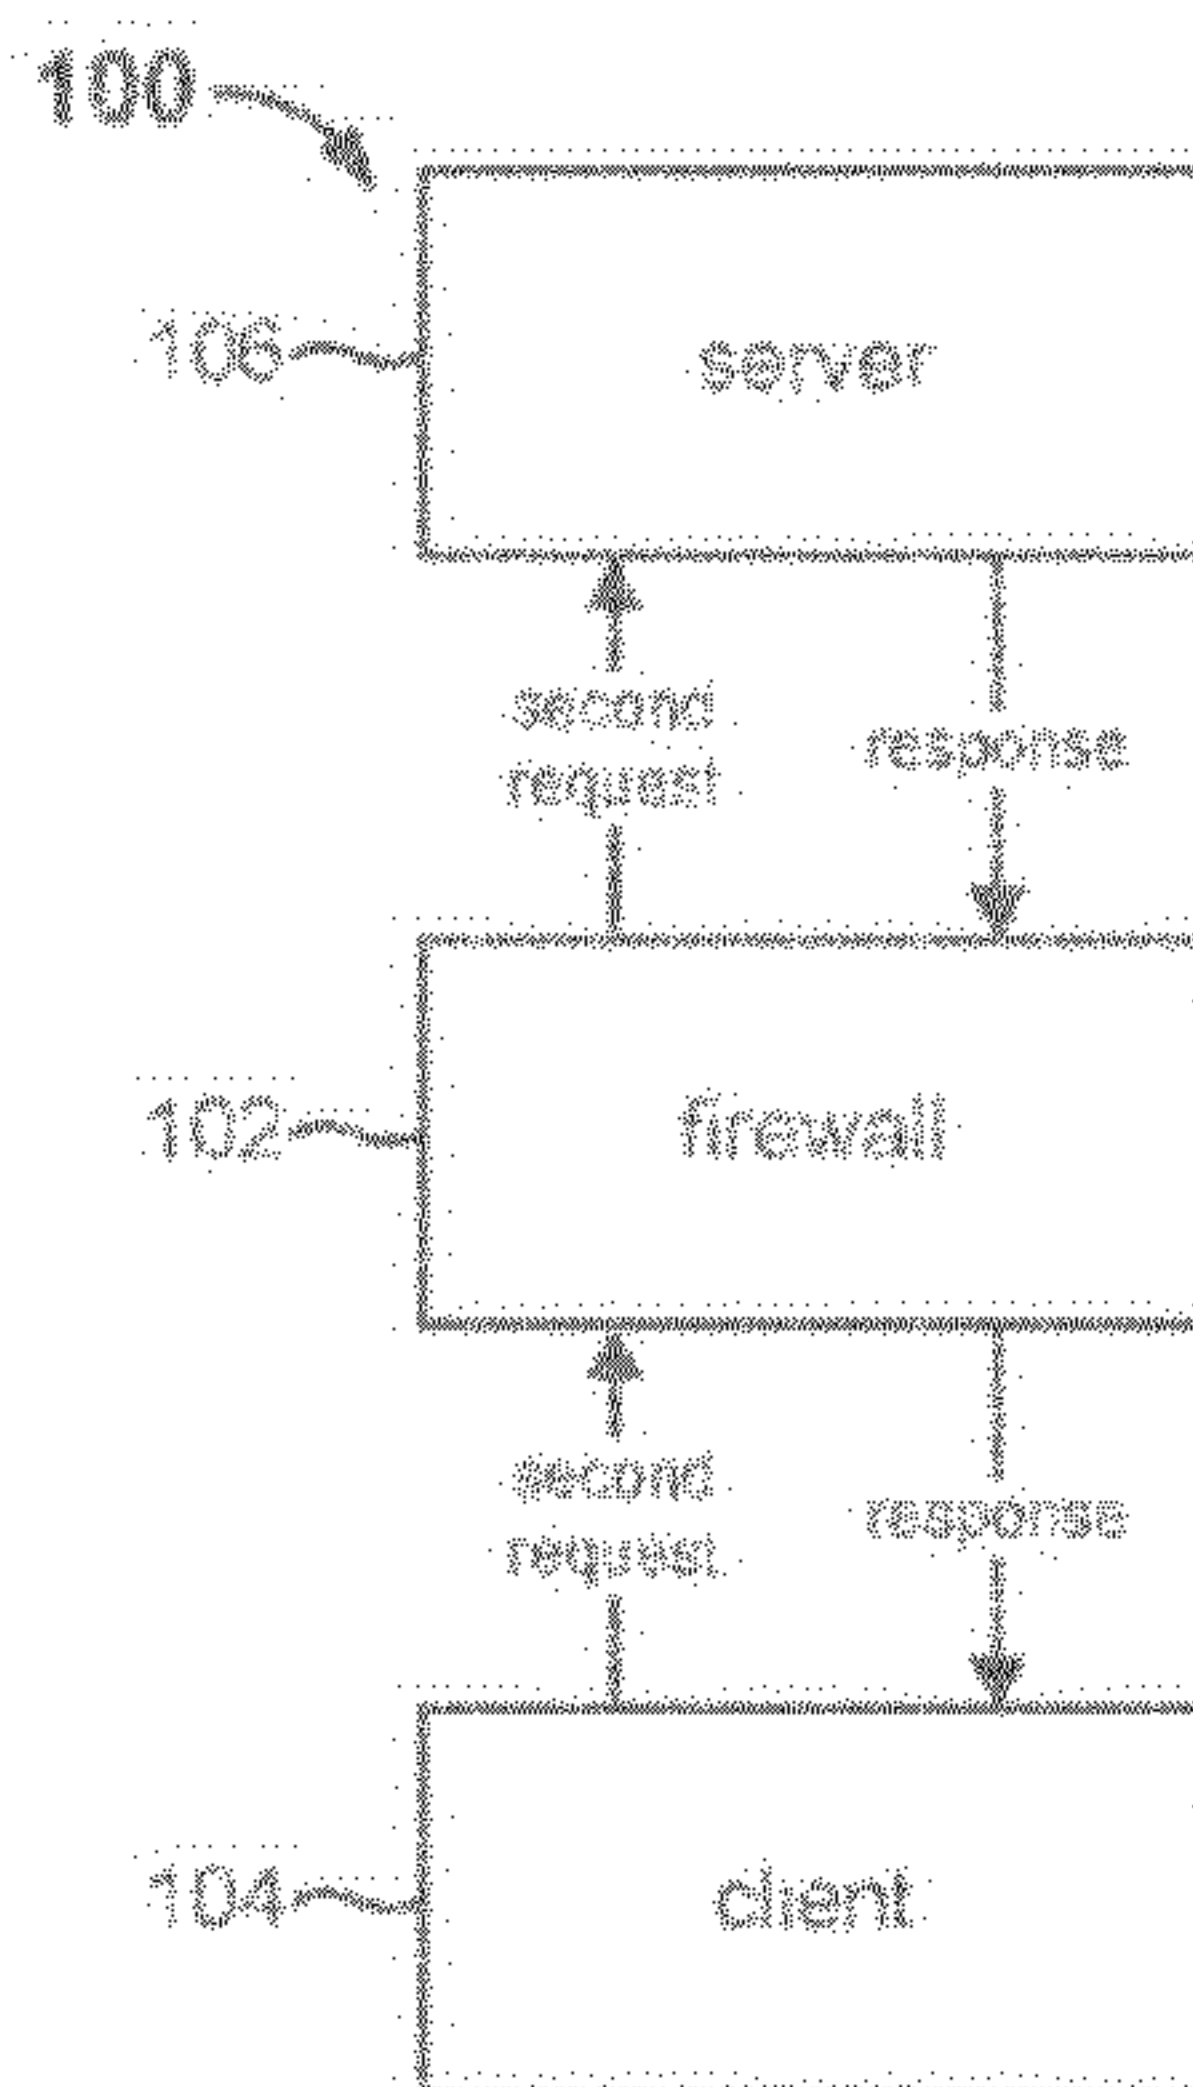 100
106
server
second
request
response
102
firewall
second
request
response
104
client